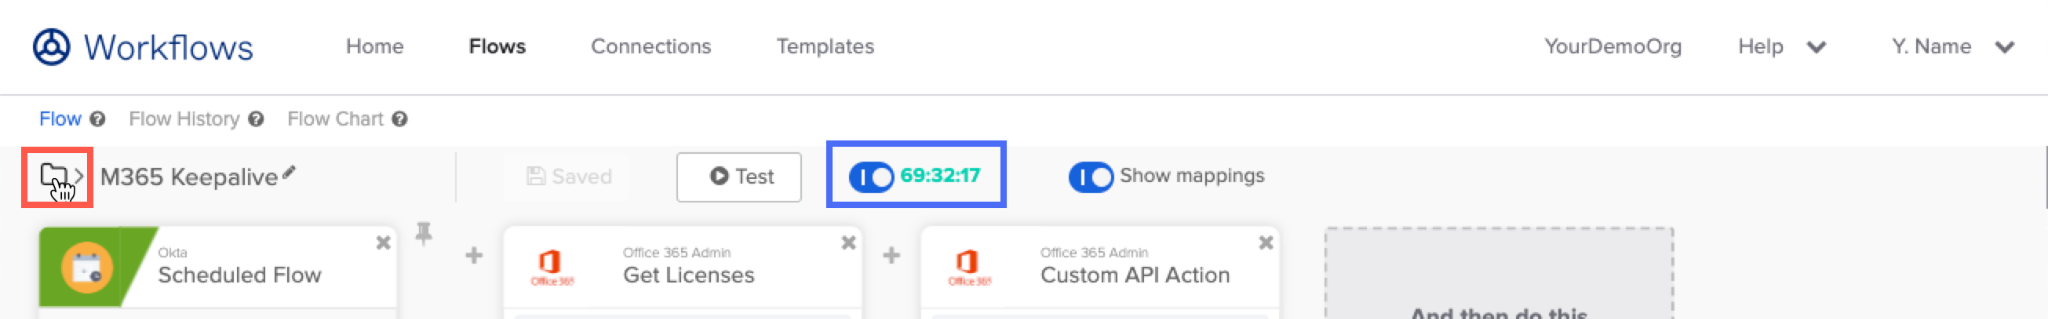 Workflows Home Flows Connections Templates YourDemoOrg Help Y. Name
Flow Flow History Flow Chart
M365 Keepalive Saved Test 69:32:17 Show mappings
Okta
Scheduled Flow
Office 365 Admin
Get Licenses
Office 365
Office 365 Admin
Custom API Action
Office 365
And then do this